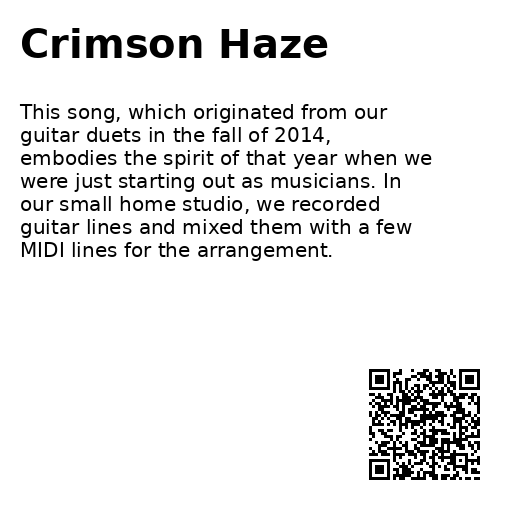 Crimson Haze
This song, which originated from our
guitar duets in the fall of 2014,
embodies the spirit of that year when we
were just starting out as musicians. In
our small home studio, we recorded
guitar lines and mixed them with a few
MIDI lines for the arrangement.